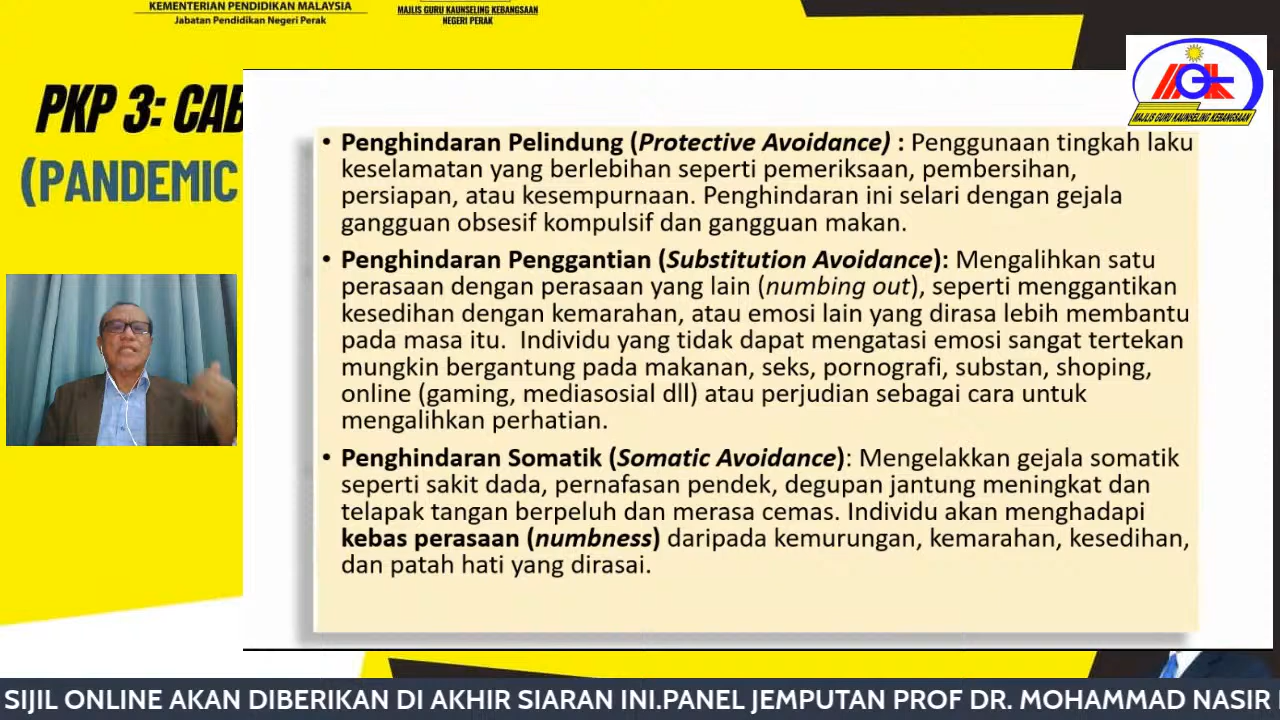 KEMENTERIAN PENDIDIKAN MALAYSIA
Jabatan Pendidikan Negeri Perak
MAJLIS GURU KAUNSELING KEBANGSAAN
NEGERI PERAK
PKP 3: CAB
(PANDEMIC
MAJLIS GURU KAUNSELING KEBANGSAAN
• Penghindaran Pelindung (Protective Avoidance) : Penggunaan tingkah laku
keselamatan yang berlebihan seperti pemeriksaan, pembersihan,
persiapan, atau kesempurnaan. Penghindaran ini selari dengan gejala
gangguan obsesif kompulsif dan gangguan makan.
• Penghindaran Penggantian (Substitution Avoidance): Mengalihkan satu
perasaan dengan perasaan yang lain (numbing out), seperti menggantikan
kesedihan dengan kemarahan, atau emosi lain yang dirasa lebih membantu
pada masa itu. Individu yang tidak dapat mengatasi emosi sangat tertekan
mungkin bergantung pada makanan, seks, pornografi, substan, shoping,
online (gaming, mediasosial dll) atau perjudian sebagai cara untuk
mengalihkan perhatian.
• Penghindaran Somatik (Somatic Avoidance): Mengelakkan gejala somatik
seperti sakit dada, pernafasan pendek, degupan jantung meningkat dan
telapak tangan berpeluh dan merasa cemas. Individu akan menghadapi
kebas perasaan (numbness) daripada kemurungan, kemarahan, kesedihan,
dan patah hati yang dirasai.
SIJIL ONLINE AKAN DIBERIKAN DI AKHIR SIARAN INI.PANEL JEMPUTAN PROF DR. MOHAMMAD NASIR